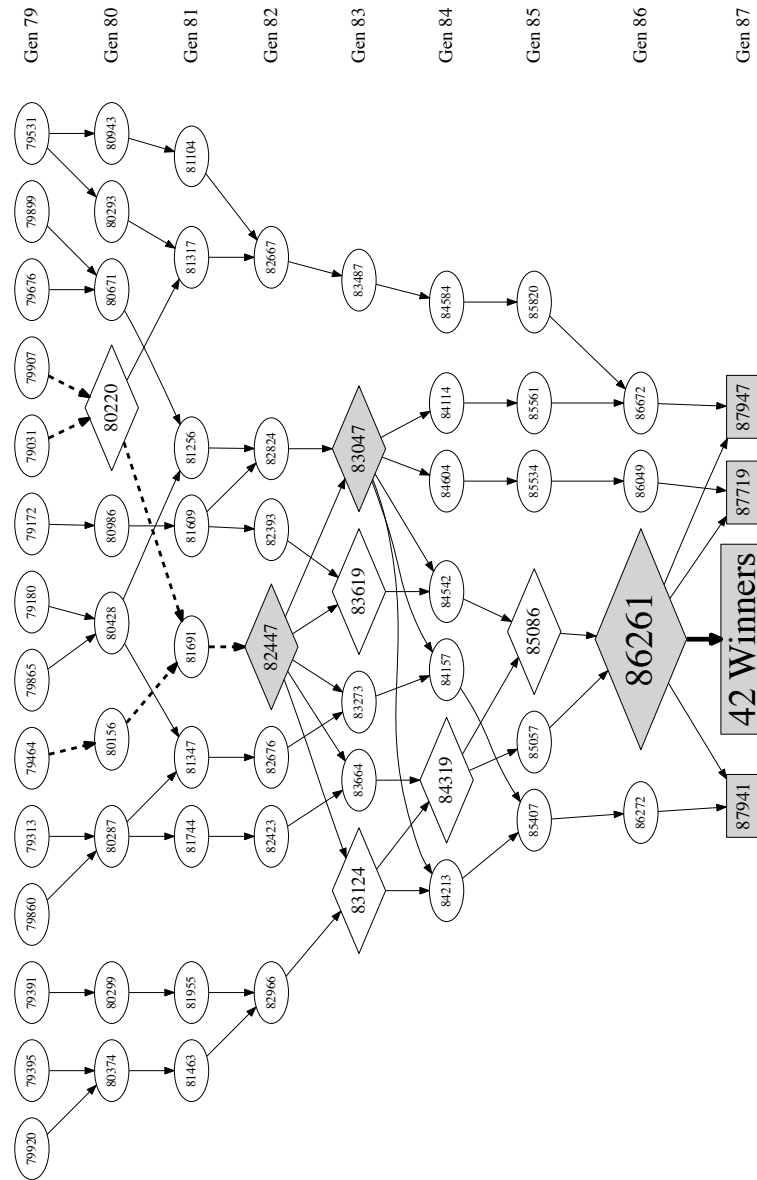 79920 79395 79391 79860 79313 79464 79865 79180 79172 79031 79907 79676 79899 79531 Gen 79
80374 80299 80287 80156 80428 80986 80220 80671 80293 80943 Gen 80
81463 81955 81744 81347 81691 81609 81256 81317 81104 Gen 81
82966 82423 82676 82447 82393 82824 82667 Gen 82
83124 83664 83273 83619 83047 83487 Gen 83
84213 84319 84157 84542 84604 84114 84584 Gen 84
85407 85057 85086 85534 85561 85820 Gen 85
86272 86261 86049 86672 Gen 86
87941 42 Winners 87719 87947 Gen 87